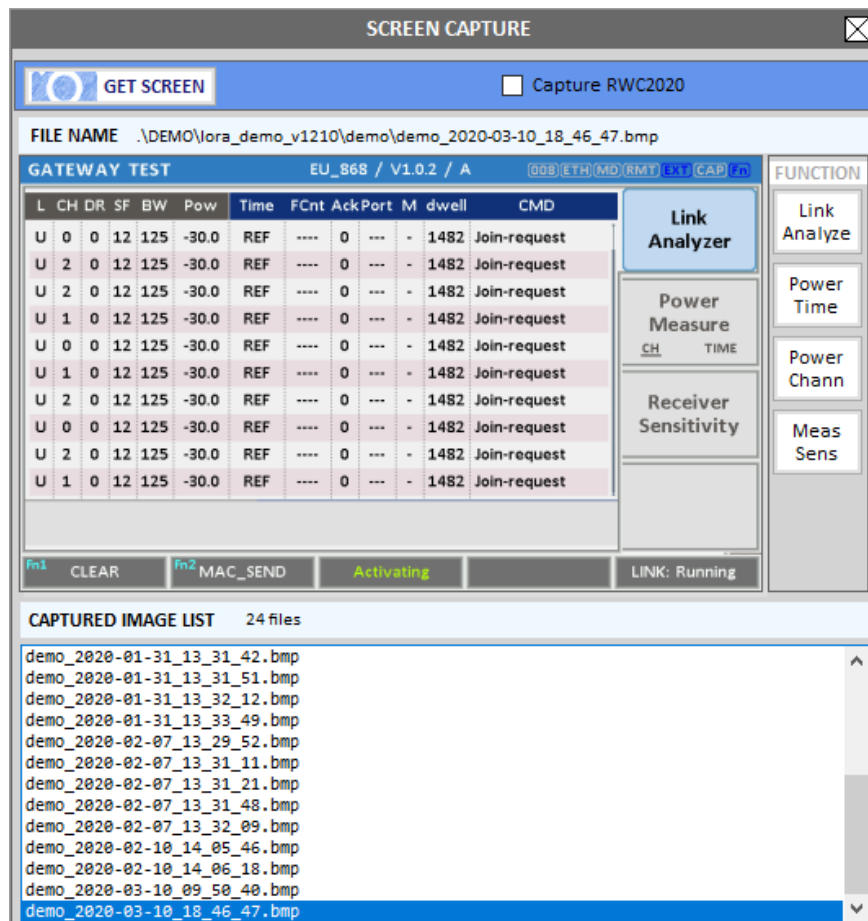 SCREEN CAPTURE
GET SCREEN
Capture RWC2020
FILE NAME .\DEMO\lora_demo_v1210\demo\demo_2020-03-10_18_46_47.bmp
GATEWAY TEST EU_868 / V1.0.2 / A 008 ETH MD RMT EXT CAP Fn
FUNCTION
L CH DR SF BW Pow Time FCnt Ack Port M dwell CMD
U 0 0 12 125 -30.0 REF ---- 0 --- - 1482 Join-request
U 2 0 12 125 -30.0 REF ---- 0 --- - 1482 Join-request
U 2 0 12 125 -30.0 REF ---- 0 --- - 1482 Join-request
U 1 0 12 125 -30.0 REF ---- 0 --- - 1482 Join-request
U 0 0 12 125 -30.0 REF ---- 0 --- - 1482 Join-request
U 1 0 12 125 -30.0 REF ---- 0 --- - 1482 Join-request
U 2 0 12 125 -30.0 REF ---- 0 --- - 1482 Join-request
U 0 0 12 125 -30.0 REF ---- 0 --- - 1482 Join-request
U 2 0 12 125 -30.0 REF ---- 0 --- - 1482 Join-request
U 1 0 12 125 -30.0 REF ---- 0 --- - 1482 Join-request
Link
Analyzer
Power
Measure
CH TIME
Receiver
Sensitivity
Link
Analyze
Power
Time
Power
Chann
Meas
Sens
Fn1 CLEAR Fn2 MAC_SEND Activating LINK: Running
CAPTURED IMAGE LIST 24 files
demo_2020-01-31_13_31_42.bmp
demo_2020-01-31_13_31_51.bmp
demo_2020-01-31_13_32_12.bmp
demo_2020-01-31_13_33_49.bmp
demo_2020-02-07_13_29_52.bmp
demo_2020-02-07_13_31_11.bmp
demo_2020-02-07_13_31_21.bmp
demo_2020-02-07_13_31_48.bmp
demo_2020-02-07_13_32_09.bmp
demo_2020-02-10_14_05_46.bmp
demo_2020-02-10_14_06_18.bmp
demo_2020-03-10_09_50_40.bmp
demo_2020-03-10_18_46_47.bmp